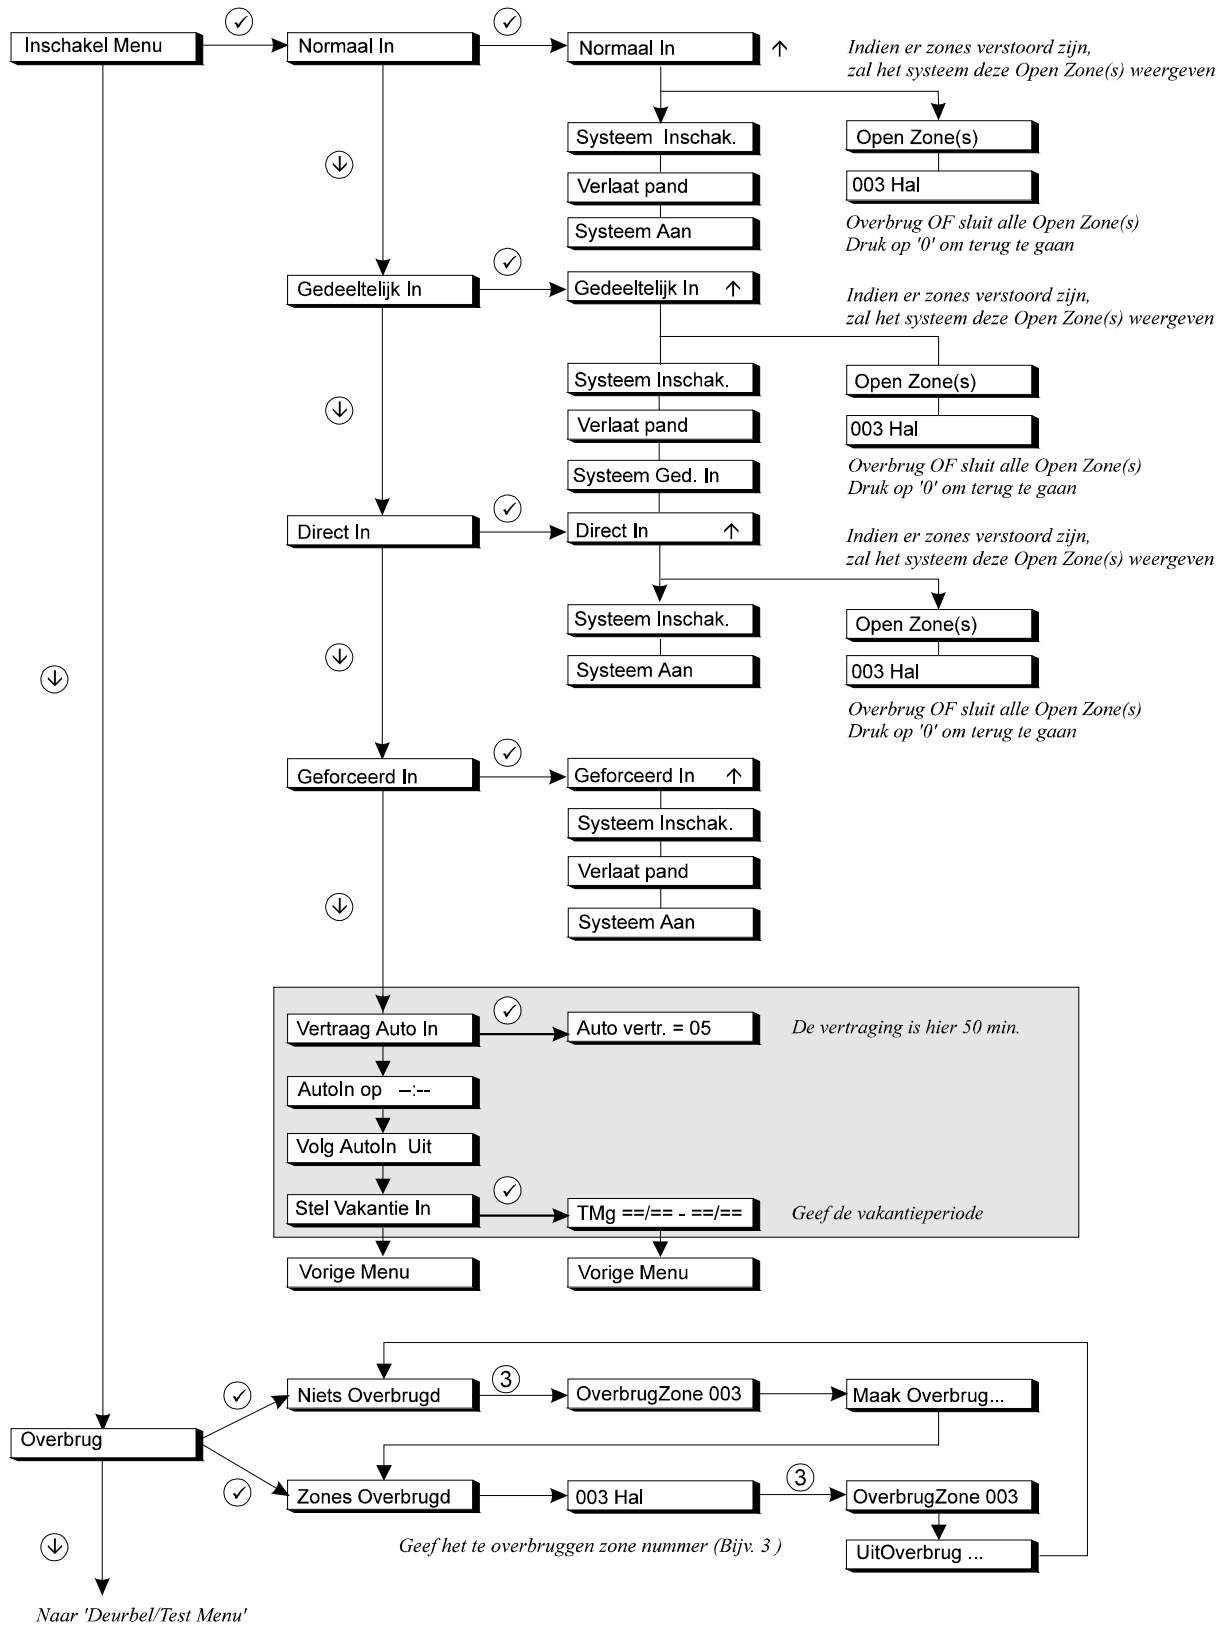 Inschakel Menu
Normaal In
Normaal In
Indien er zones verstoord zijn,
zal het systeem deze Open Zone(s) weergeven
Systeem Inschak.
Open Zone(s)
Verlaat pand
003 Hal
Systeem Aan
Overbrug OF sluit alle Open Zone(s)
Druk op '0' om terug te gaan
Gedeeltelijk In
Gedeeltelijk In
Indien er zones verstoord zijn,
zal het systeem deze Open Zone(s) weergeven
Systeem Inschak.
Open Zone(s)
Verlaat pand
003 Hal
Systeem Ged. In
Overbrug OF sluit alle Open Zone(s)
Druk op '0' om terug te gaan
Direct In
Direct In
Indien er zones verstoord zijn,
zal het systeem deze Open Zone(s) weergeven
Systeem Inschak.
Open Zone(s)
Systeem Aan
003 Hal
Overbrug OF sluit alle Open Zone(s)
Druk op '0' om terug te gaan
Geforceerd In
Geforceerd In
Systeem Inschak.
Verlaat pand
Systeem Aan
Vertraag Auto In
Auto vertr. = 05
De vertraging is hier 50 min.
AutoIn op –:--
Volg AutoIn Uit
Stel Vakantie In
TMg ==/== - ==/==
Geef de vakantieperiode
Vorige Menu
Vorige Menu
Niets Overbrugd
3
OverbrugZone 003
Maak Overbrug...
Overbrug
Zones Overbrugd
003 Hal
3
OverbrugZone 003
Geef het te overbruggen zone nummer (Bijv. 3 )
UitOverbrug ...
Naar 'Deurbel/Test Menu'